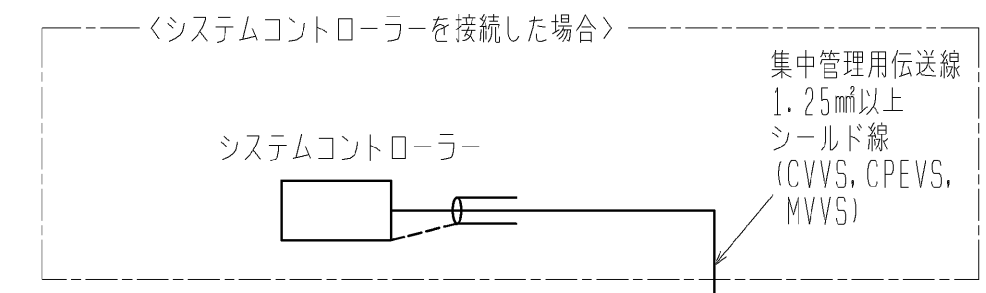 〈システムコントローラーを接続した場合〉
集中管理用伝送線
1.25㎟以上
シールド線
(CVVS,CPEVS,
MVVS)
システムコントローラー